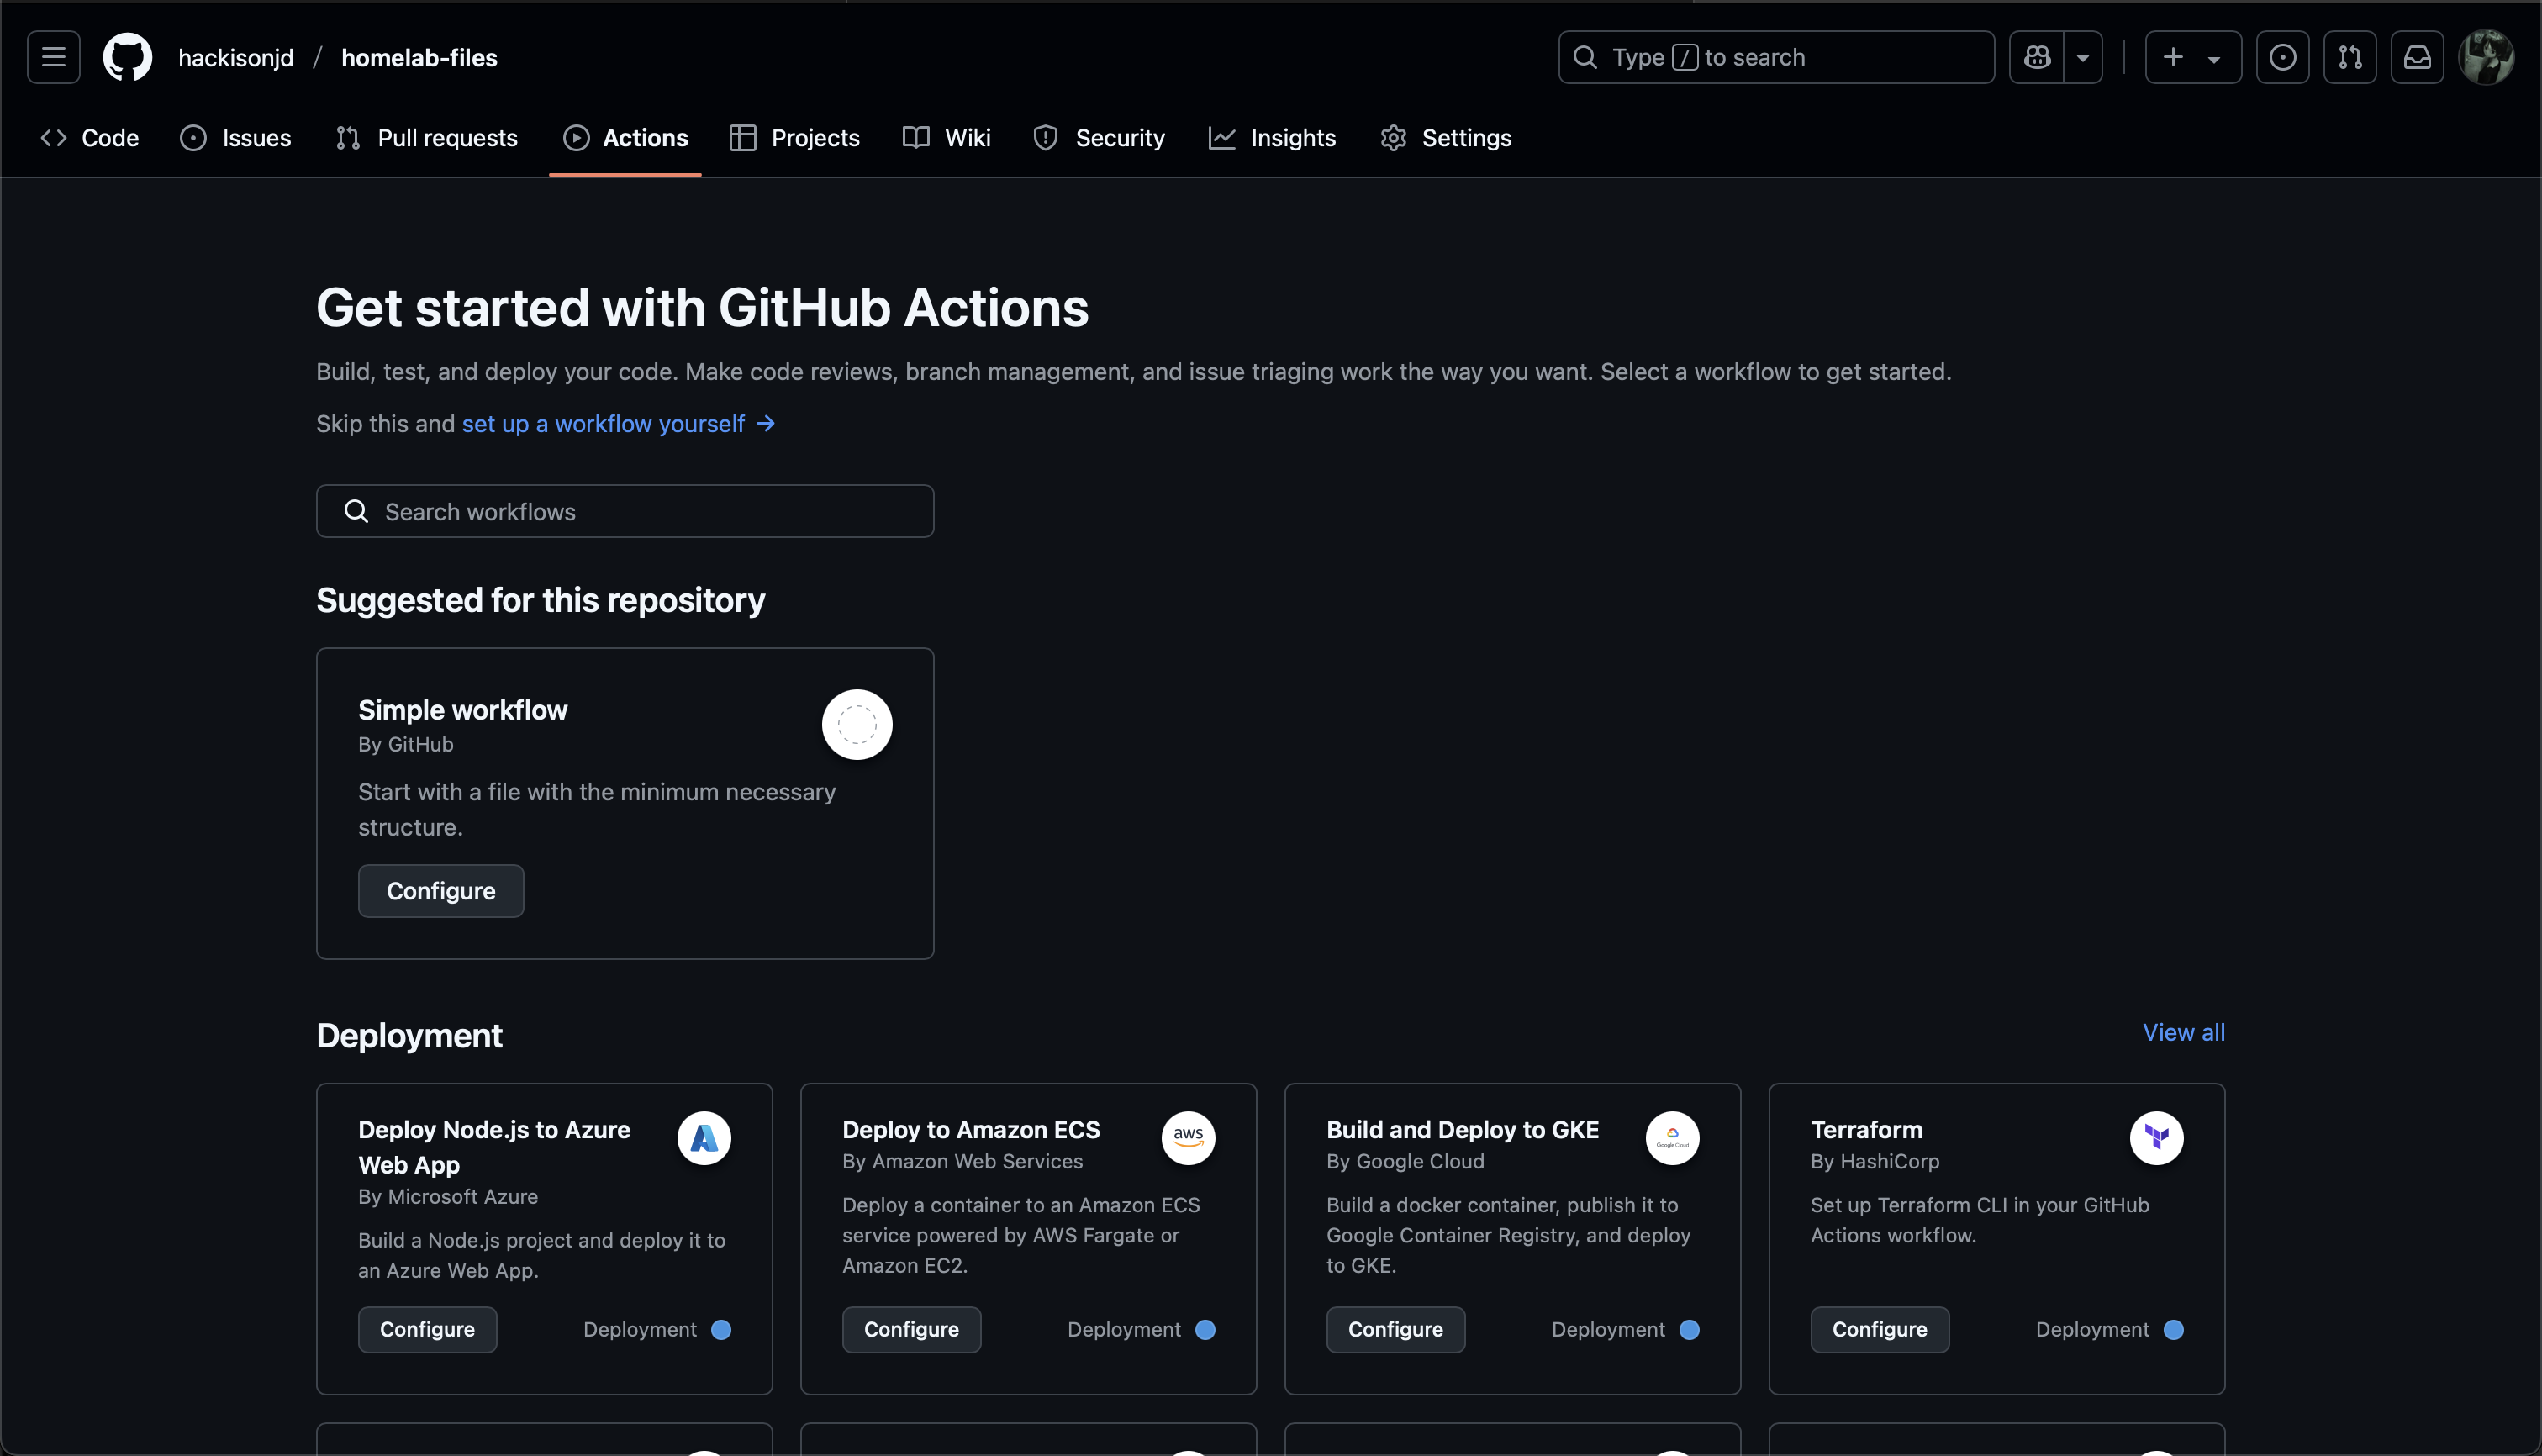 hackisonjd / homelab-files
Type / to search
Code
Issues
Pull requests
Actions
Projects
Wiki
Security
Insights
Settings
Get started with GitHub Actions
Build, test, and deploy your code. Make code reviews, branch management, and issue triaging work the way you want. Select a workflow to get started.
Skip this and set up a workflow yourself →
Search workflows
Suggested for this repository
Simple workflow
By GitHub
Start with a file with the minimum necessary
structure.
Configure
Deployment
View all
Deploy Node.js to Azure
Web App
By Microsoft Azure
Build a Node.js project and deploy it to
an Azure Web App.
Configure
Deployment
Deploy to Amazon ECS
aws
By Amazon Web Services
Deploy a container to an Amazon ECS
service powered by AWS Fargate or
Amazon EC2.
Configure
Deployment
Build and Deploy to GKE
Google Cloud
By Google Cloud
Build a docker container, publish it to
Google Container Registry, and deploy
to GKE.
Configure
Deployment
Terraform
By HashiCorp
Set up Terraform CLI in your GitHub
Actions workflow.
Configure
Deployment